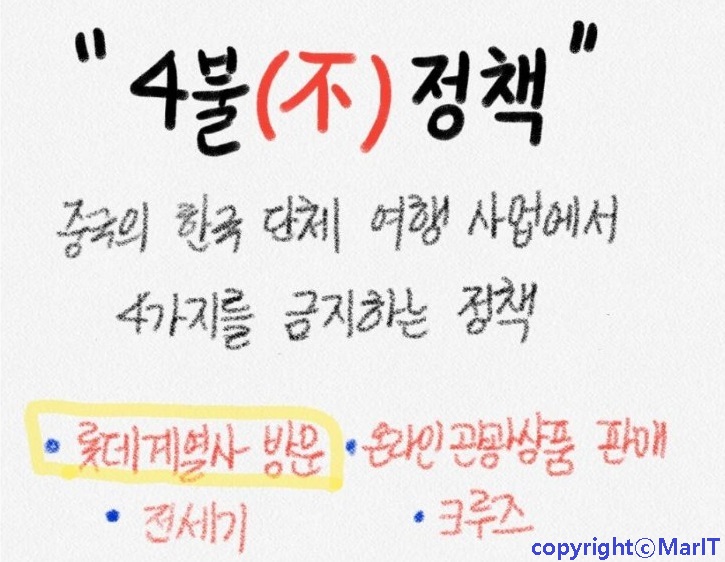 "4불(不)정책"
중국의 한국 단체 여행 사업에서
4가지를 금지하는 정책
• 롯데계열사 방운 • 온라인관광상품 판매
• 전세기 • 크루즈
copyright©MarIT